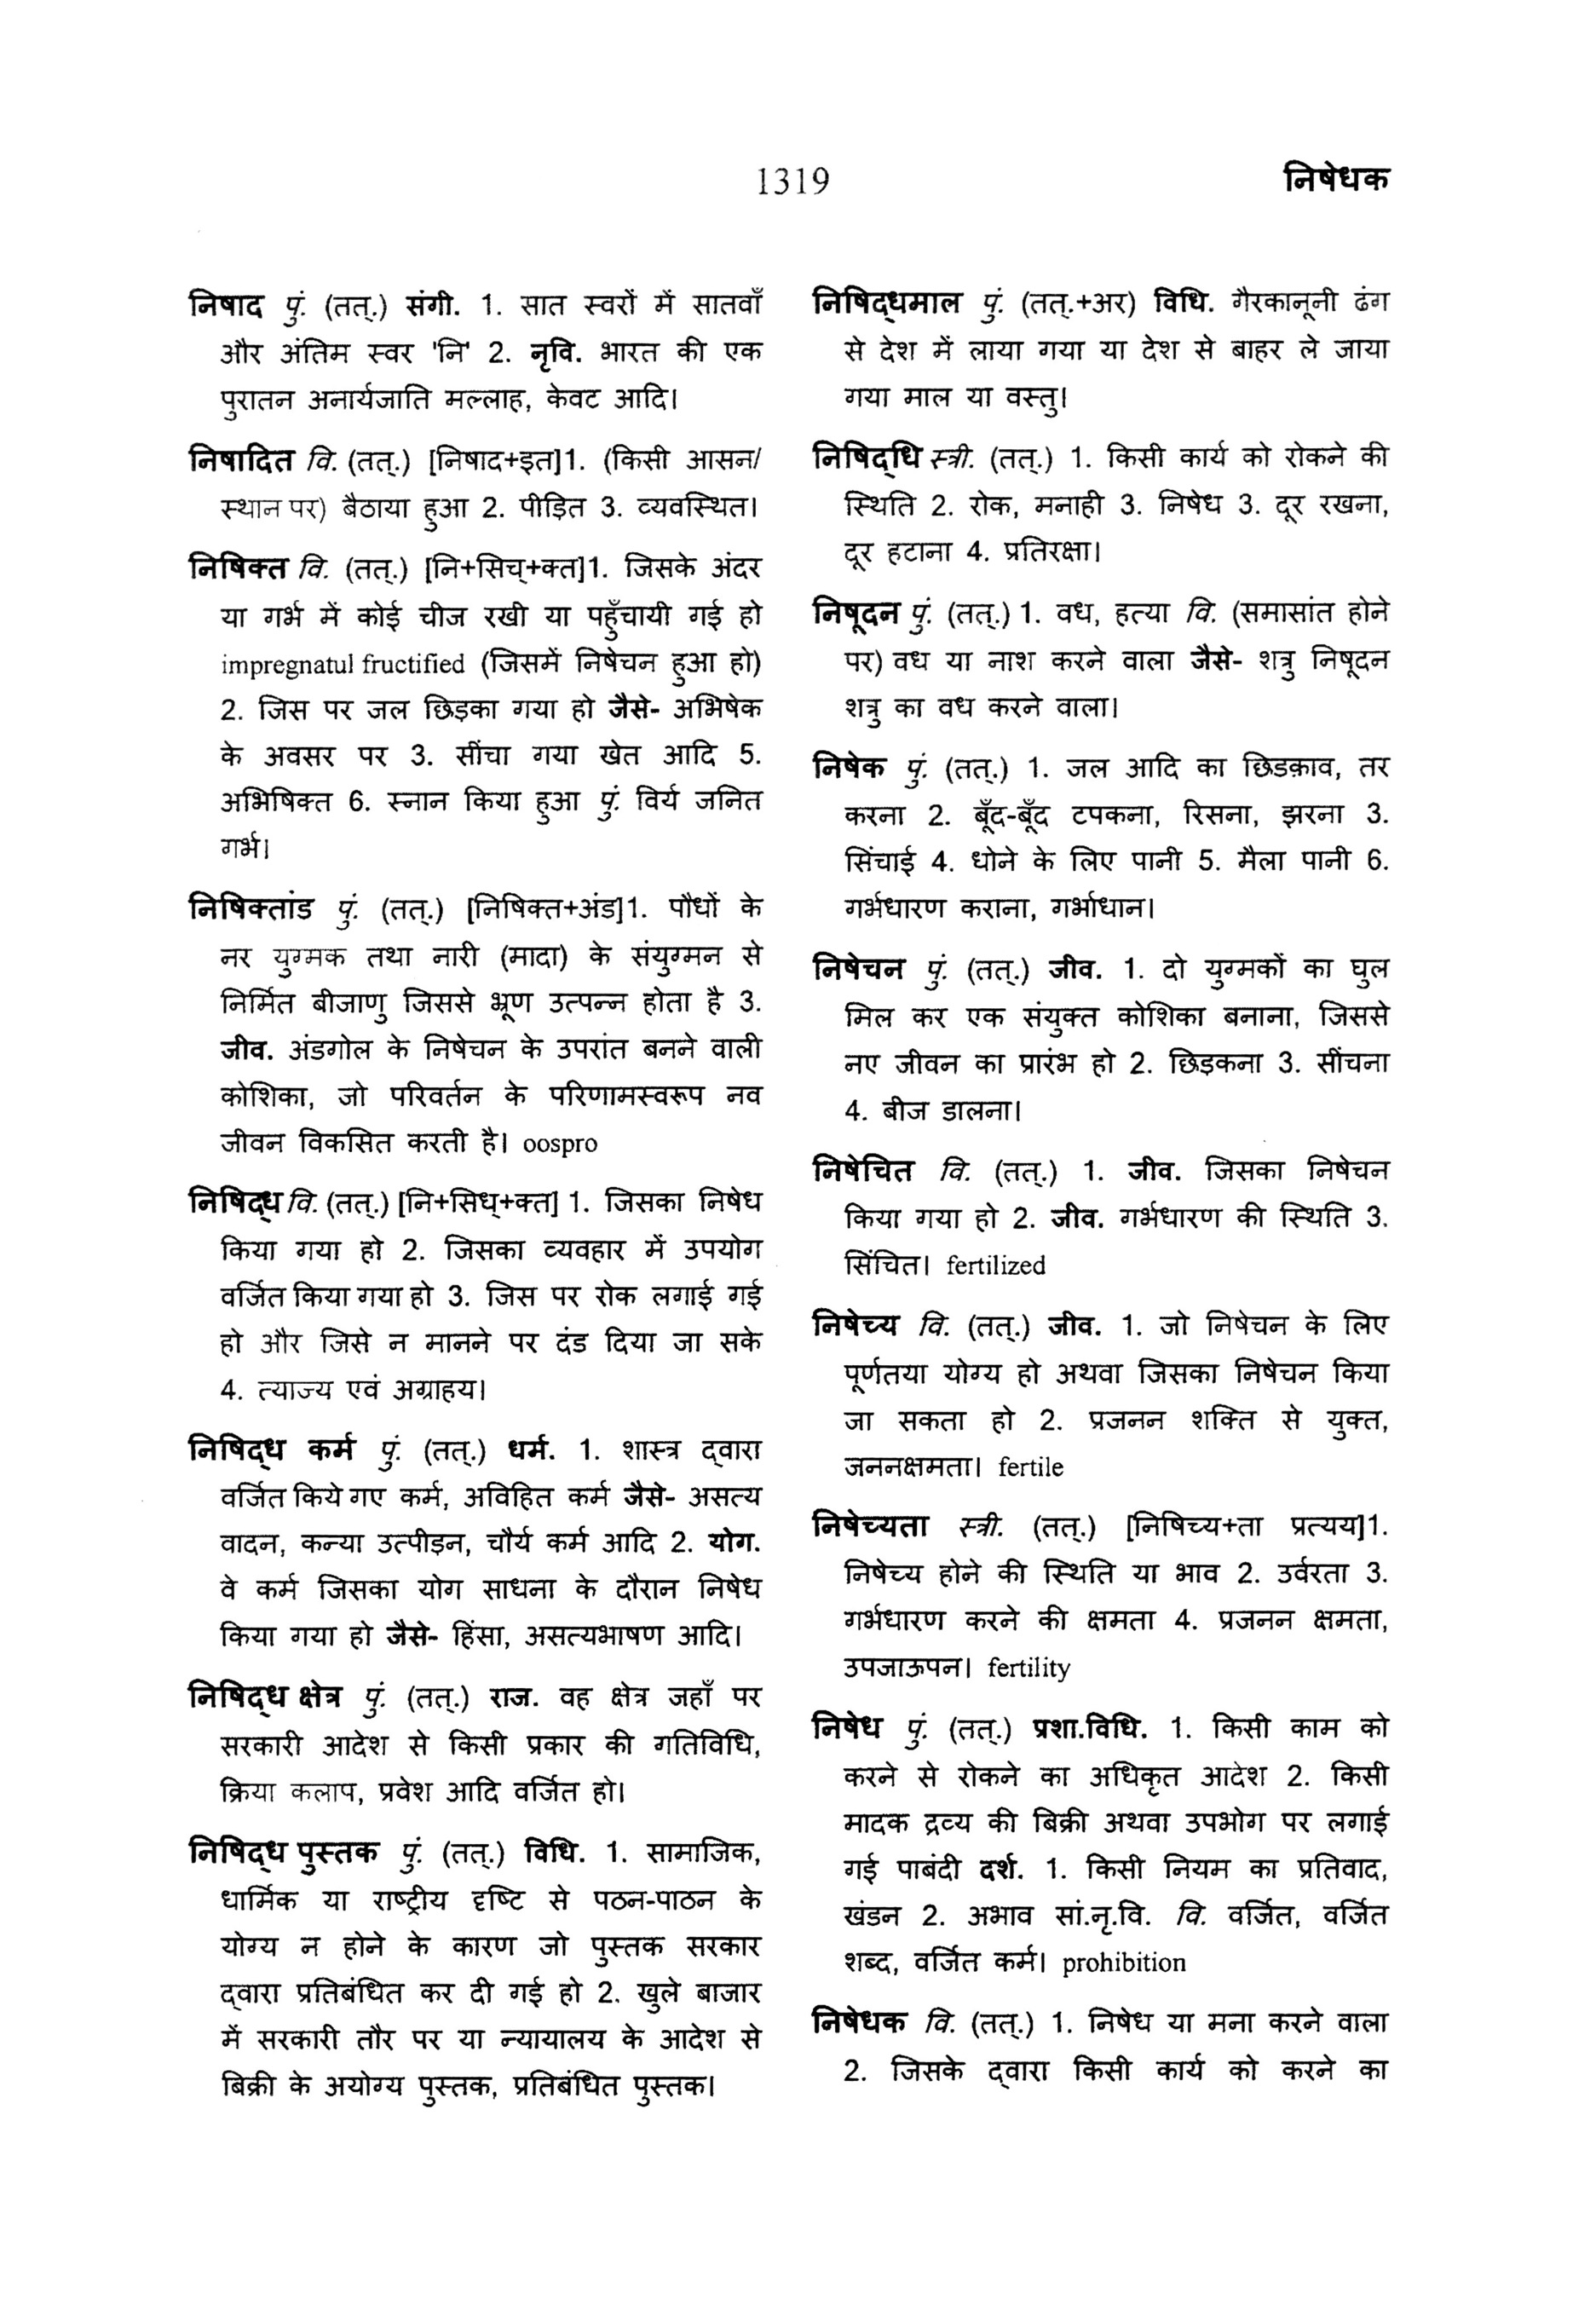 1319
निषेधक
निषाद पुं. (तत्.) संगी. 1. सात स्वरों में सातवाँ
और अंतिम स्वर 'नि' 2. नृवि. भारत की एक
पुरातन अनार्यजाति मल्लाह, केवट आदि।
निषादित वि. (तत्.) [निषाद+इत]1. (किसी आसन/
स्थान पर) बैठाया हुआ 2. पीड़ित 3. व्यवस्थित।
निषिक्त वि. (तत्.) [नि+सिच्+क्त]1. जिसके अंदर
या गर्भ में कोई चीज रखी या पहुँचायी गई हो
impregnatul fructified (जिसमें निषेचन हुआ हो)
2. जिस पर जल छिड़का गया हो जैसे- अभिषेक
के अवसर पर 3. सींचा गया खेत आदि 5.
अभिषिक्त 6. स्नान किया हुआ पुं. विर्य जनित
गर्भ।
निषिक्तांड पुं. (तत्.) [निषिक्त+अंड]1. पौधों के
नर युग्मक तथा नारी (मादा) के संयुग्मन से
निर्मित बीजाणु जिससे भ्रूण उत्पन्न होता है 3.
जीव. अंडगोल के निषेचन के उपरांत बनने वाली
कोशिका, जो परिवर्तन के परिणामस्वरूप नव
जीवन विकसित करती है। oospro
निषिद्ध वि. (तत्.) [नि+सिध्+क्त] 1. जिसका निषेध
किया गया हो 2. जिसका व्यवहार में उपयोग
वर्जित किया गया हो 3. जिस पर रोक लगाई गई
हो और जिसे न मानने पर दंड दिया जा सके
4. त्याज्य एवं अग्राहय।
निषिद्ध कर्म पुं. (तत्.) धर्म. 1. शास्त्र द्वारा
वर्जित किये गए कर्म, अविहित कर्म जैसे- असत्य
वादन, कन्या उत्पीड़न, चौर्य कर्म आदि 2. योग.
वे कर्म जिसका योग साधना के दौरान निषेध
किया गया हो जैसे- हिंसा, असत्यभाषण आदि।
निषिद्ध क्षेत्र पुं. (तत्.) राज. वह क्षेत्र जहाँ पर
सरकारी आदेश से किसी प्रकार की गतिविधि,
क्रिया कलाप, प्रवेश आदि वर्जित हो।
निषिद्ध पुस्तक पुं. (तत्.) विधि. 1. सामाजिक,
धार्मिक या राष्ट्रीय दृष्टि से पठन-पाठन के
योग्य न होने के कारण जो पुस्तक सरकार
द्वारा प्रतिबंधित कर दी गई हो 2. खुले बाजार
में सरकारी तौर पर या न्यायालय के आदेश से
बिक्री के अयोग्य पुस्तक, प्रतिबंधित पुस्तक।
निषिद्धमाल पुं. (तत्.+अर) विधि. गैरकानूनी ढंग
से देश में लाया गया या देश से बाहर ले जाया
गया माल या वस्तु।
निषिद्धि स्त्री. (तत्.) 1. किसी कार्य को रोकने की
स्थिति 2. रोक, मनाही 3. निषेध 3. दूर रखना,
दूर हटाना 4. प्रतिरक्षा।
निषूदन पुं. (तत्.) 1. वध, हत्या वि. (समासांत होने
पर) वध या नाश करने वाला जैसे- शत्रु निषूदन
शत्रु का वध करने वाला।
निषेक पुं. (तत्.) 1. जल आदि का छिडक़ाव, तर
करना 2. बूँद-बूँद टपकना, रिसना, झरना 3.
सिंचाई 4. धोने के लिए पानी 5. मैला पानी 6.
गर्भधारण कराना, गर्भाधान।
निषेचन पुं. (तत्.) जीव. 1. दो युग्मकों का घुल
मिल कर एक संयुक्त कोशिका बनाना, जिससे
नए जीवन का प्रारंभ हो 2. छिड़कना 3. सींचना
4. बीज डालना।
निषेचित वि. (तत्.) 1. जीव. जिसका निषेचन
किया गया हो 2. जीव. गर्भधारण की स्थिति 3.
सिंचित। fertilized
निषेच्य वि. (तत्.) जीव. 1. जो निषेचन के लिए
पूर्णतया योग्य हो अथवा जिसका निषेचन किया
जा सकता हो 2. प्रजनन शक्ति से युक्त,
जननक्षमता। fertile
निषेच्यता स्त्री. (तत्.) [निषिच्य+ता प्रत्यय]1.
निषेच्य होने की स्थिति या भाव 2. उर्वरता 3.
गर्भधारण करने की क्षमता 4. प्रजनन क्षमता,
उपजाऊपन। fertility
निषेध पुं. (तत्.) प्रशा.विधि. 1. किसी काम को
करने से रोकने का अधिकृत आदेश 2. किसी
मादक द्रव्य की बिक्री अथवा उपभोग पर लगाई
गई पाबंदी दर्श. 1. किसी नियम का प्रतिवाद,
खंडन 2. अभाव सां.नृ.वि. वि. वर्जित, वर्जित
शब्द, वर्जित कर्म। prohibition
निषेधक वि. (तत्.) 1. निषेध या मना करने वाला
2. जिसके द्वारा किसी कार्य को करने का